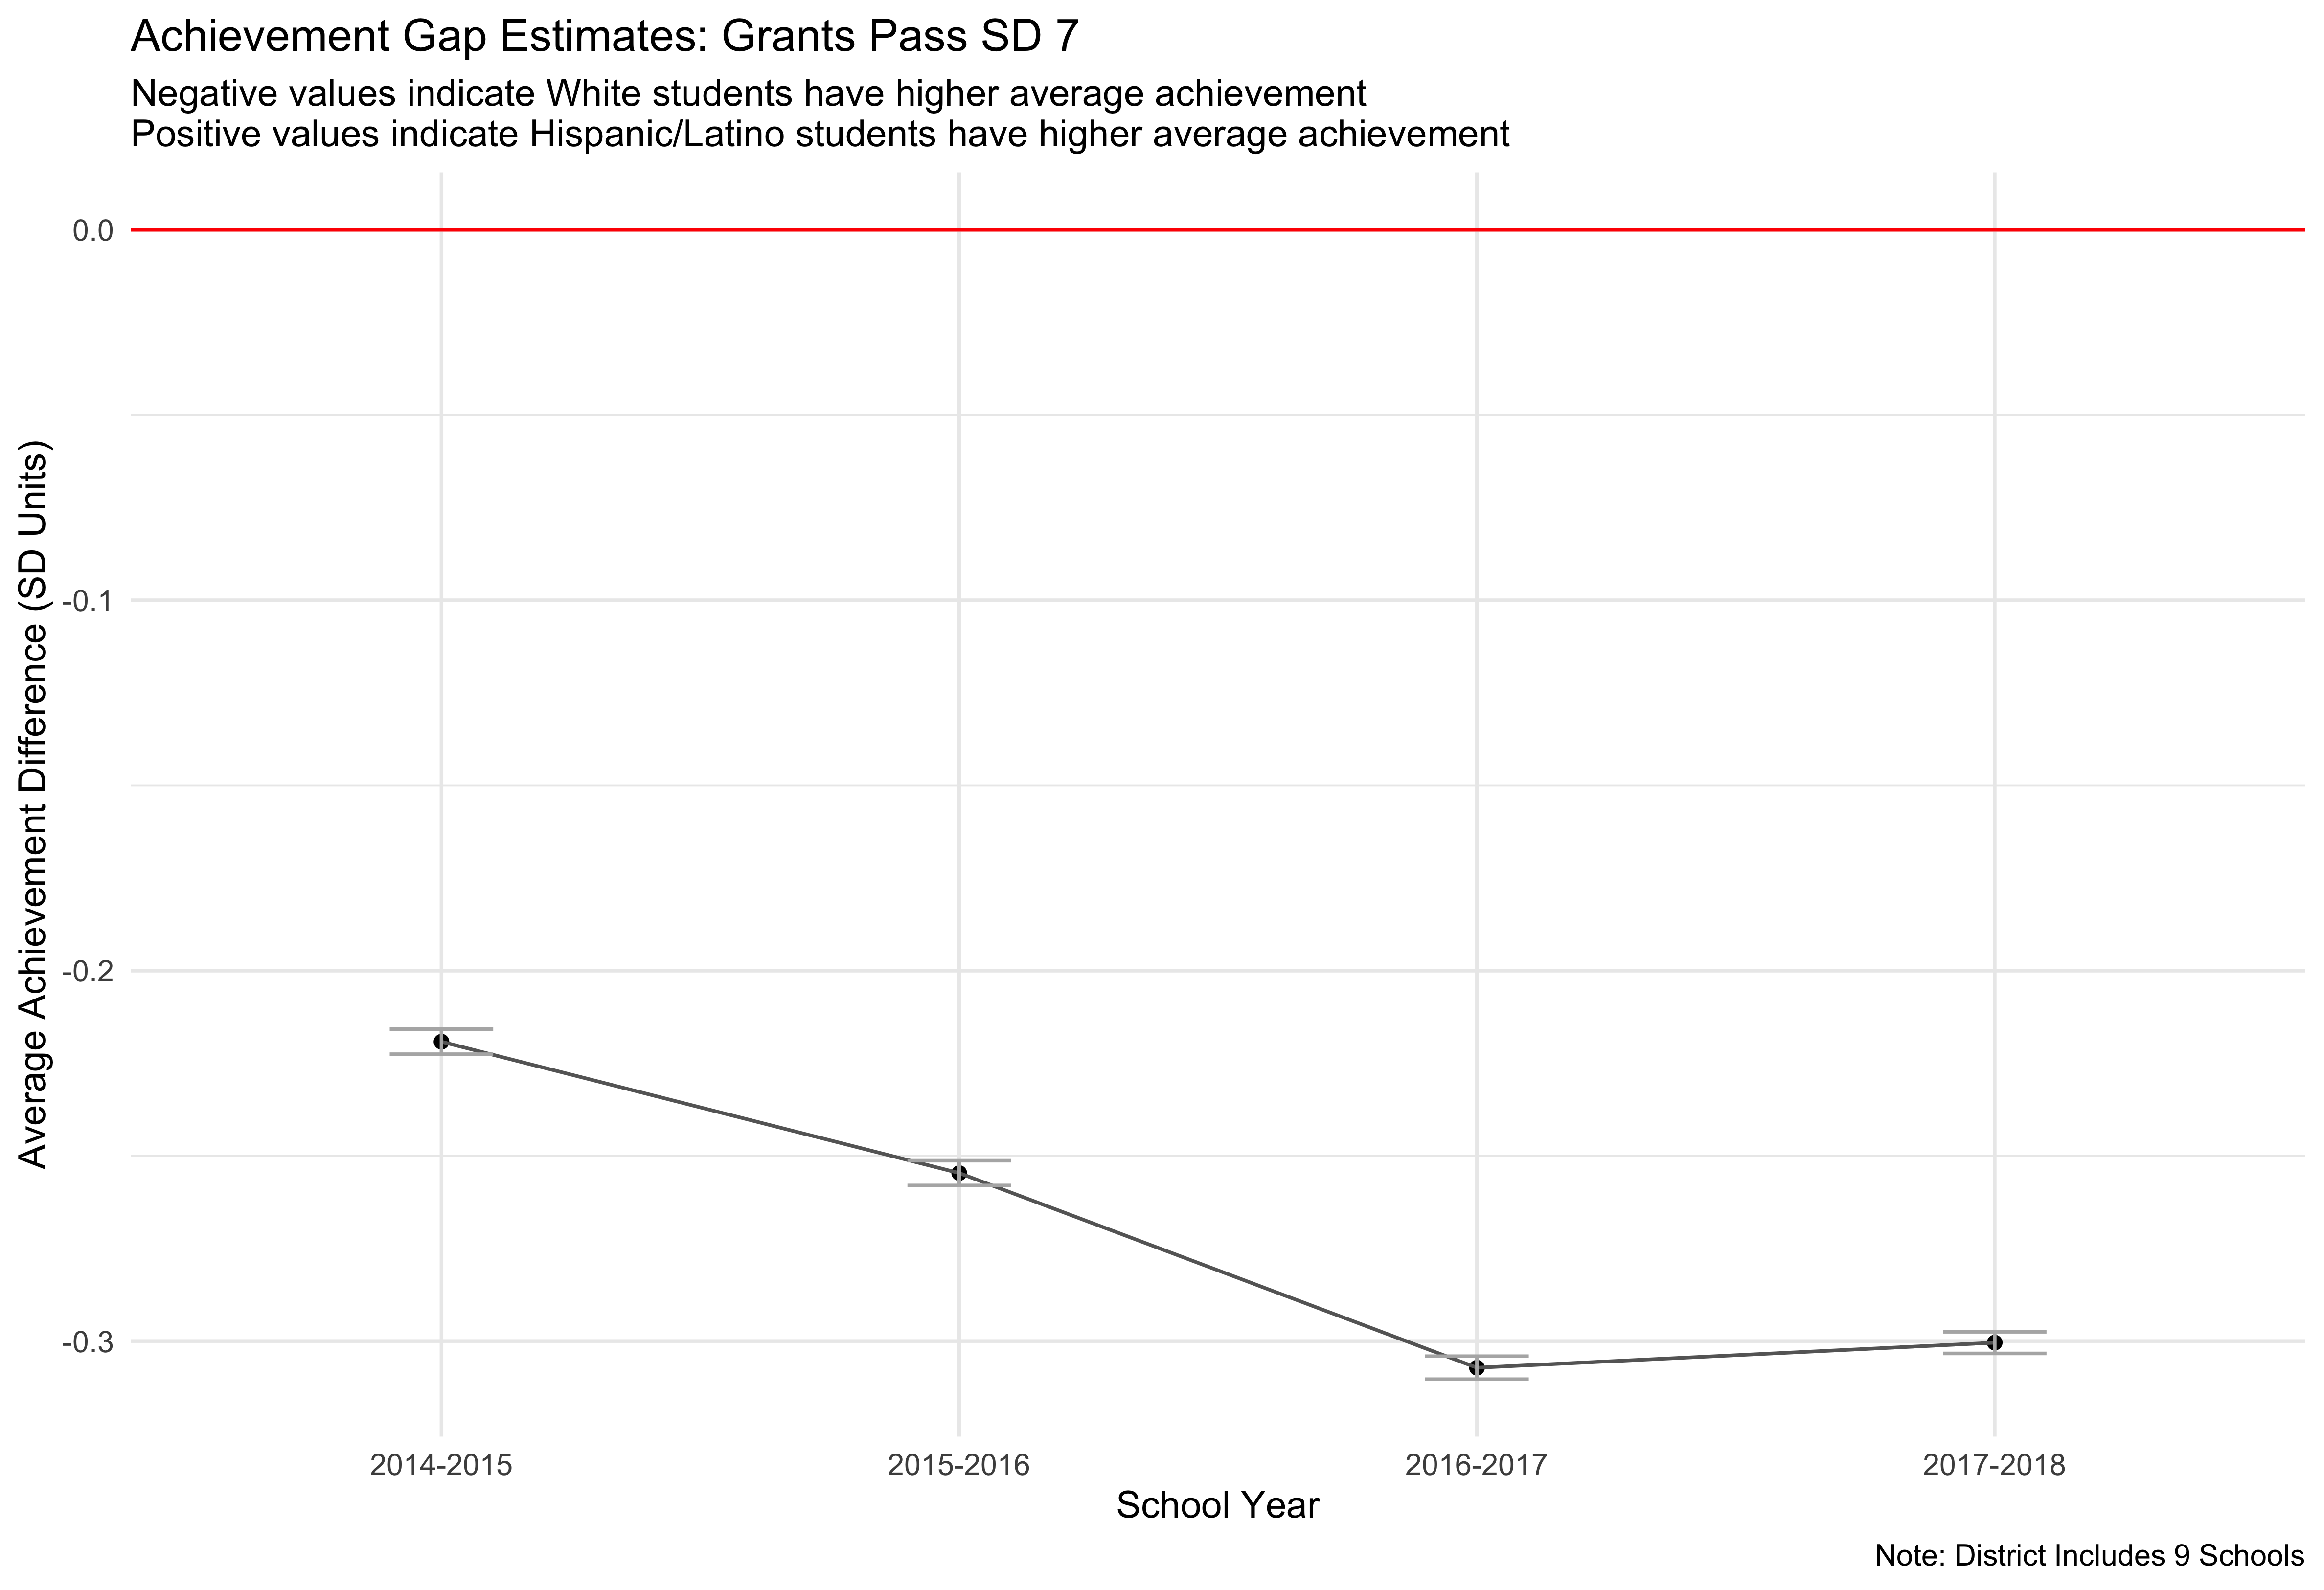 Achievement Gap Estimates: Grants Pass SD 7
Negative values indicate White students have higher average achievement
Positive values indicate Hispanic/Latino students have higher average achievement
Average Achievement Difference (SD Units)
0.0
-0.1
-0.2
-0.3
2014-2015
2015-2016
2016-2017
2017-2018
School Year
Note: District Includes 9 Schools